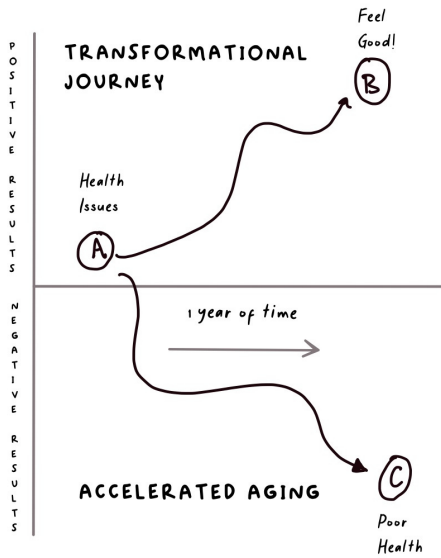 Feel
Good!
TRANSFORMATIONAL
JOURNEY
B
POSITIVE RESULTS
Health
Issues
A
1 year of time
NEGATIVE RESULTS
C
ACCELERATED AGING
Poor
Health